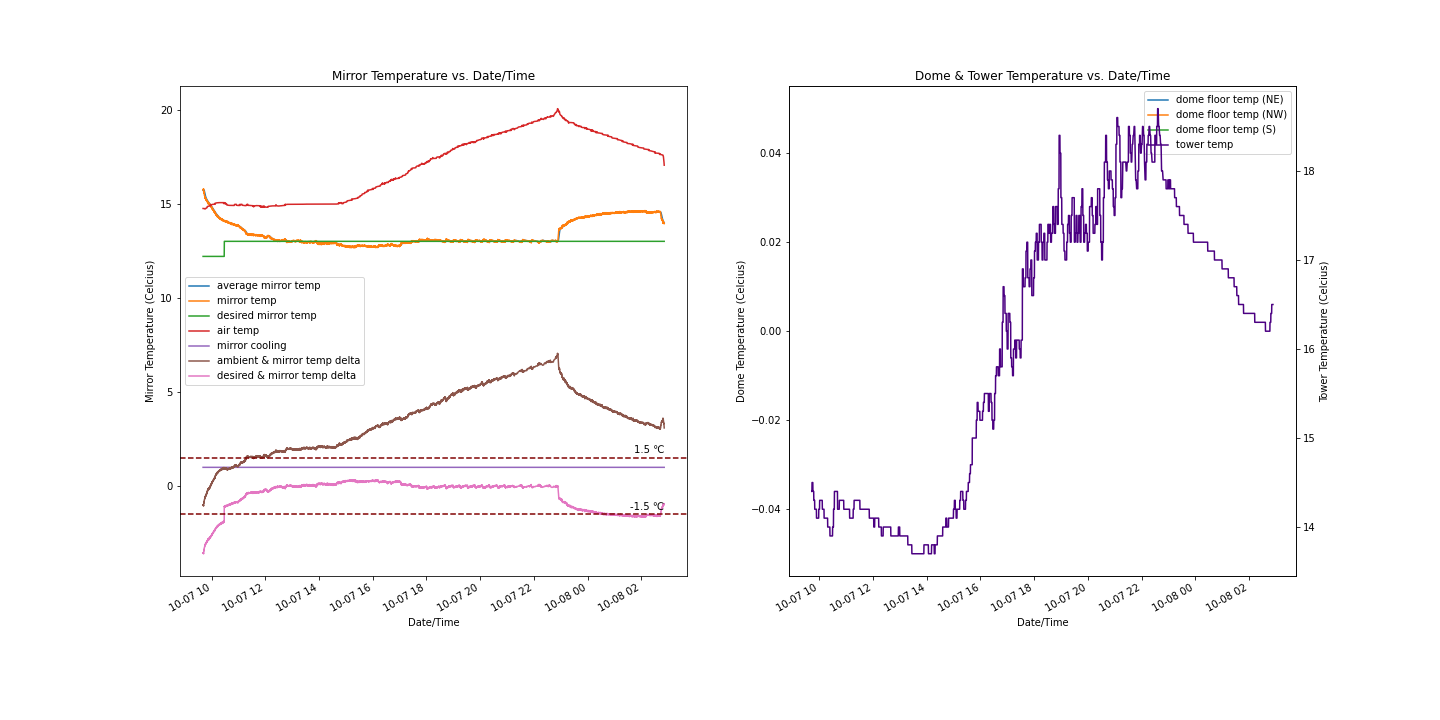 Mirror Temperature vs. Date/Time
Mirror Temperature (Celcius)
20
15
10
5
0
average mirror temp
mirror temp
desired mirror temp
air temp
mirror cooling
ambient & mirror temp delta
desired & mirror temp delta
1.5 °C
-1.5 °C
10-07 10
10-07 12
10-07 14
10-07 16
10-07 18
10-07 20
10-07 22
10-08 00
10-08 02
Date/Time
Dome & Tower Temperature vs. Date/Time
Dome Temperature (Celcius)
0.04
0.02
0.00
−0.02
−0.04
dome floor temp (NE)
dome floor temp (NW)
dome floor temp (S)
tower temp
18
17
16
15
14
Tower Temperature (Celcius)
10-07 10
10-07 12
10-07 14
10-07 16
10-07 18
10-07 20
10-07 22
10-08 00
10-08 02
Date/Time